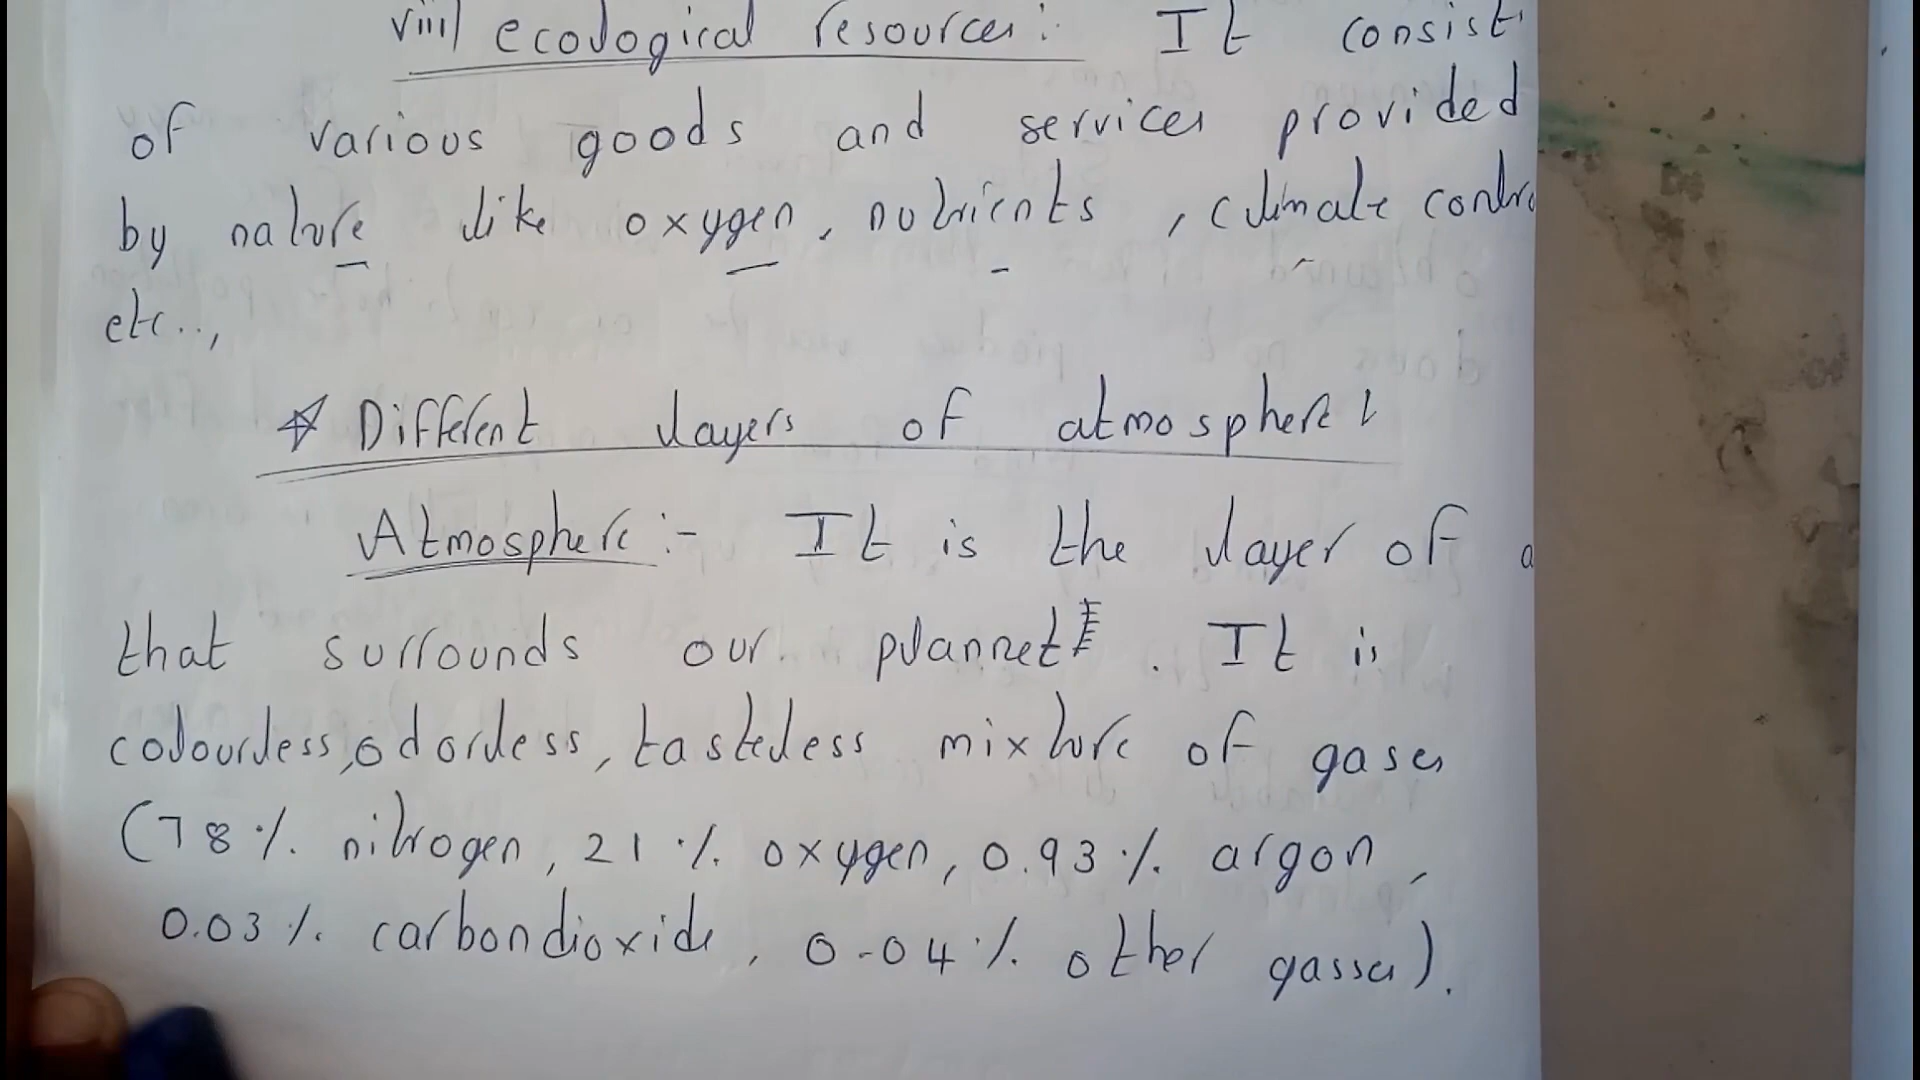 viii) ecological resources: It consist
of various goods and services provided
by nature like oxygen, nutrients, climate contro
etc..,
☆ Different layers of atmosphere:
Atmosphere:- It is the layer of a
that surrounds our plannet. It is
colourless, odorless, tasteless mixture of gases
(78% nitrogen, 21% oxygen, 0.93% argon,
0.03% carbondioxide, 0.04% other gasses).